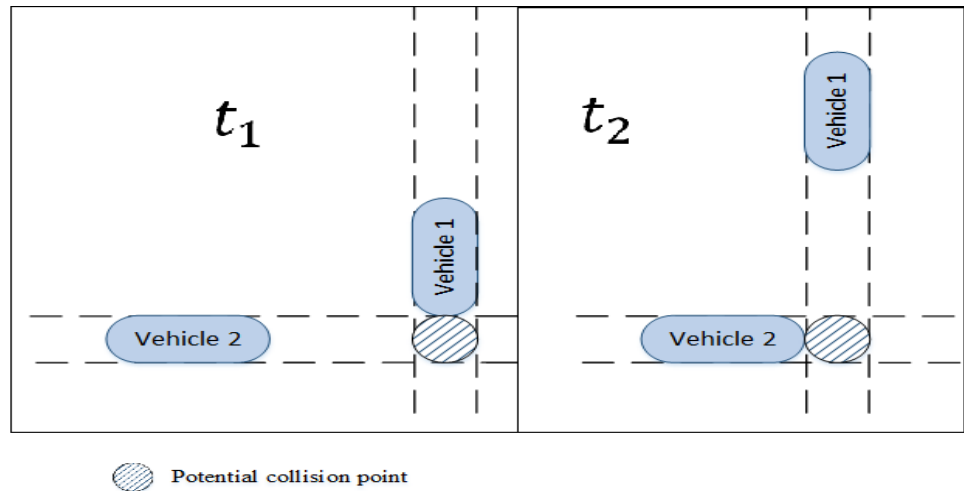 t₁
Vehicle 1
Vehicle 2
t₂
Vehicle 1
Vehicle 2
Potential collision point